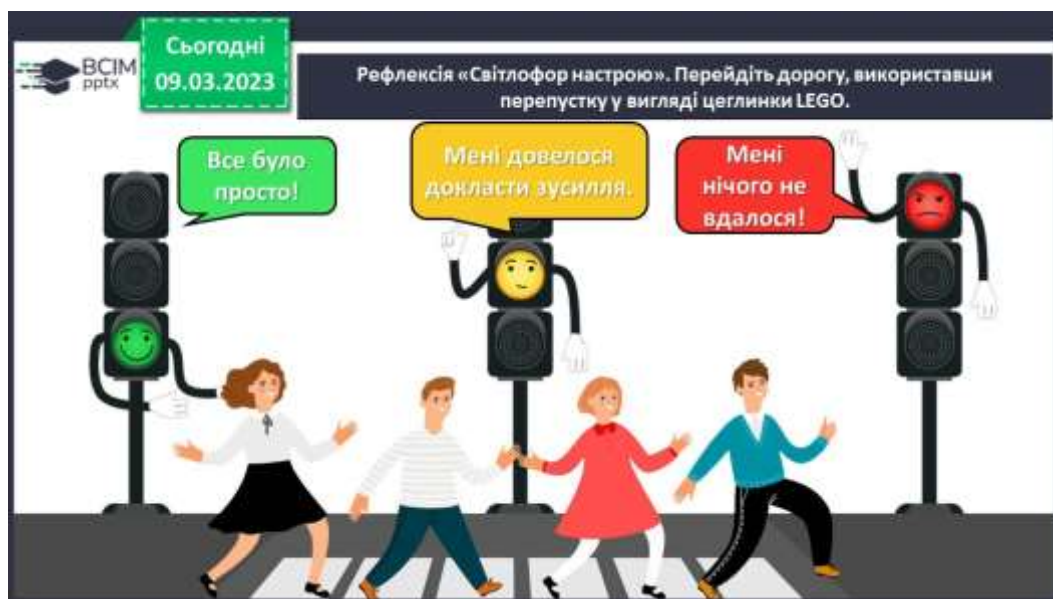 Сьогодні
09.03.2023
ВСІМ
pptx
Рефлексія «Світлофор настрою». Перейдіть дорогу, використавши
перепустку у вигляді цеглинки LEGO.
Все було
просто!
Мені довелося
докласти зусилля.
Мені
нічого не
вдалося!